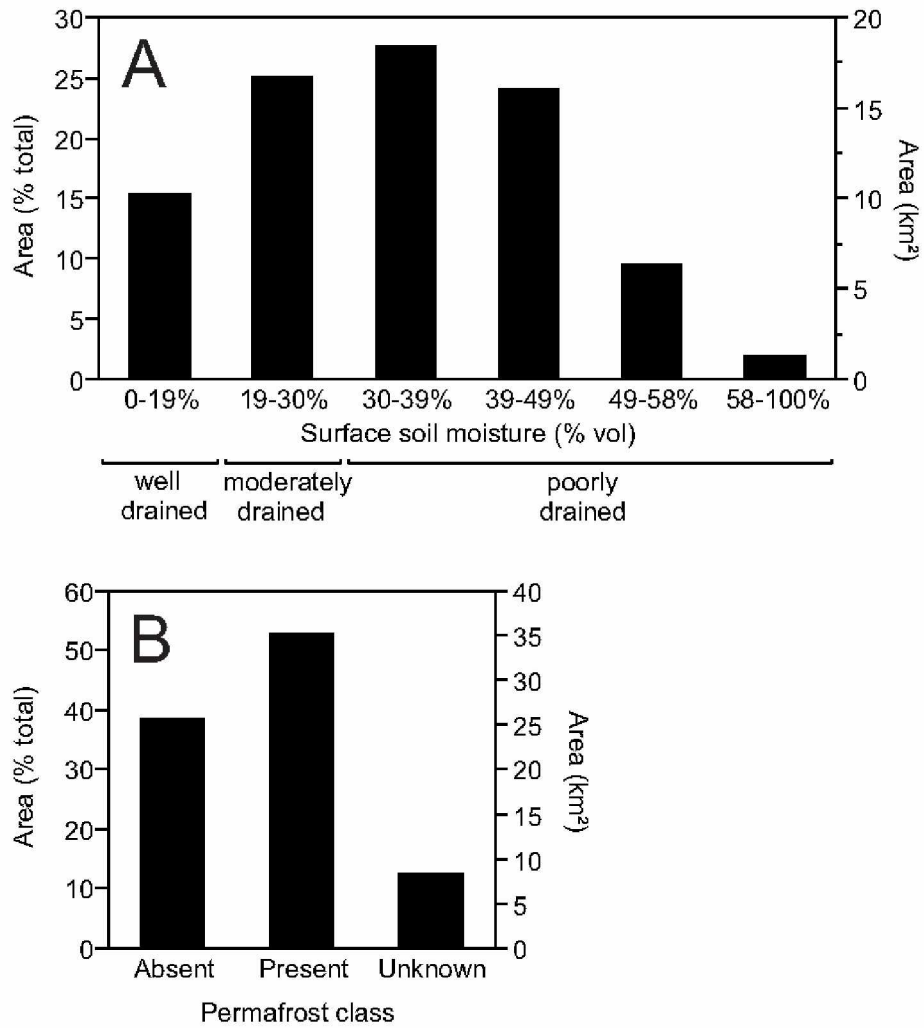 A
30
25
20
15
10
5
0
Area (% total)
20
15
10
5
0
Area (km²)
0-19% 19-30% 30-39% 39-49% 49-58% 58-100%
Surface soil moisture (% vol)
well moderately poorly
drained drained drained
B
60
50
40
30
20
10
0
Area (% total)
40
35
30
25
20
15
10
5
0
Area (km²)
Absent Present Unknown
Permafrost class